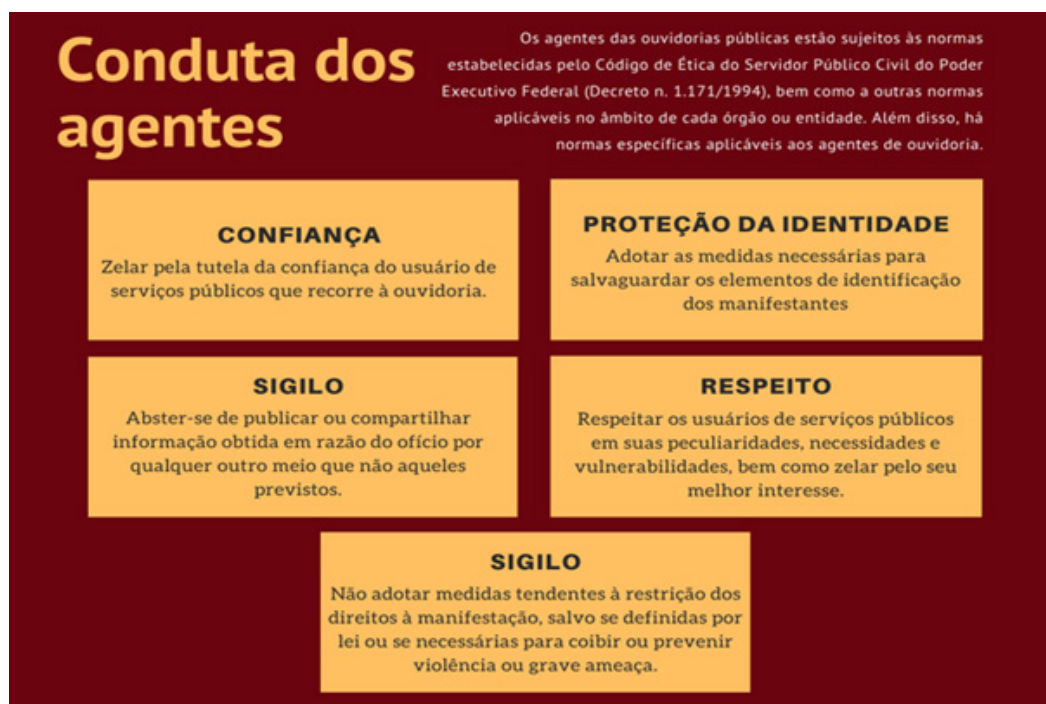 Conduta dos
agentes
Os agentes das ouvidorias públicas estão sujeitos às normas
estabelecidas pelo Código de Ética do Servidor Público Civil do Poder
Executivo Federal (Decreto n. 1.171/1994), bem como a outras normas
aplicáveis no âmbito de cada órgão ou entidade. Além disso, há
normas específicas aplicáveis aos agentes de ouvidoria.
CONFIANÇA
Zelar pela tutela da confiança do usuário de
serviços públicos que recorre à ouvidoria.
PROTEÇÃO DA IDENTIDADE
Adotar as medidas necessárias para
salvaguardar os elementos de identificação
dos manifestantes
SIGILO
Abster-se de publicar ou compartilhar
informação obtida em razão do ofício por
qualquer outro meio que não aqueles
previstos.
RESPEITO
Respeitar os usuários de serviços públicos
em suas peculiaridades, necessidades e
vulnerabilidades, bem como zelar pelo seu
melhor interesse.
SIGILO
Não adotar medidas tendentes à restrição dos
direitos à manifestação, salvo se definidas por
lei ou se necessárias para coibir ou prevenir
violência ou grave ameaça.